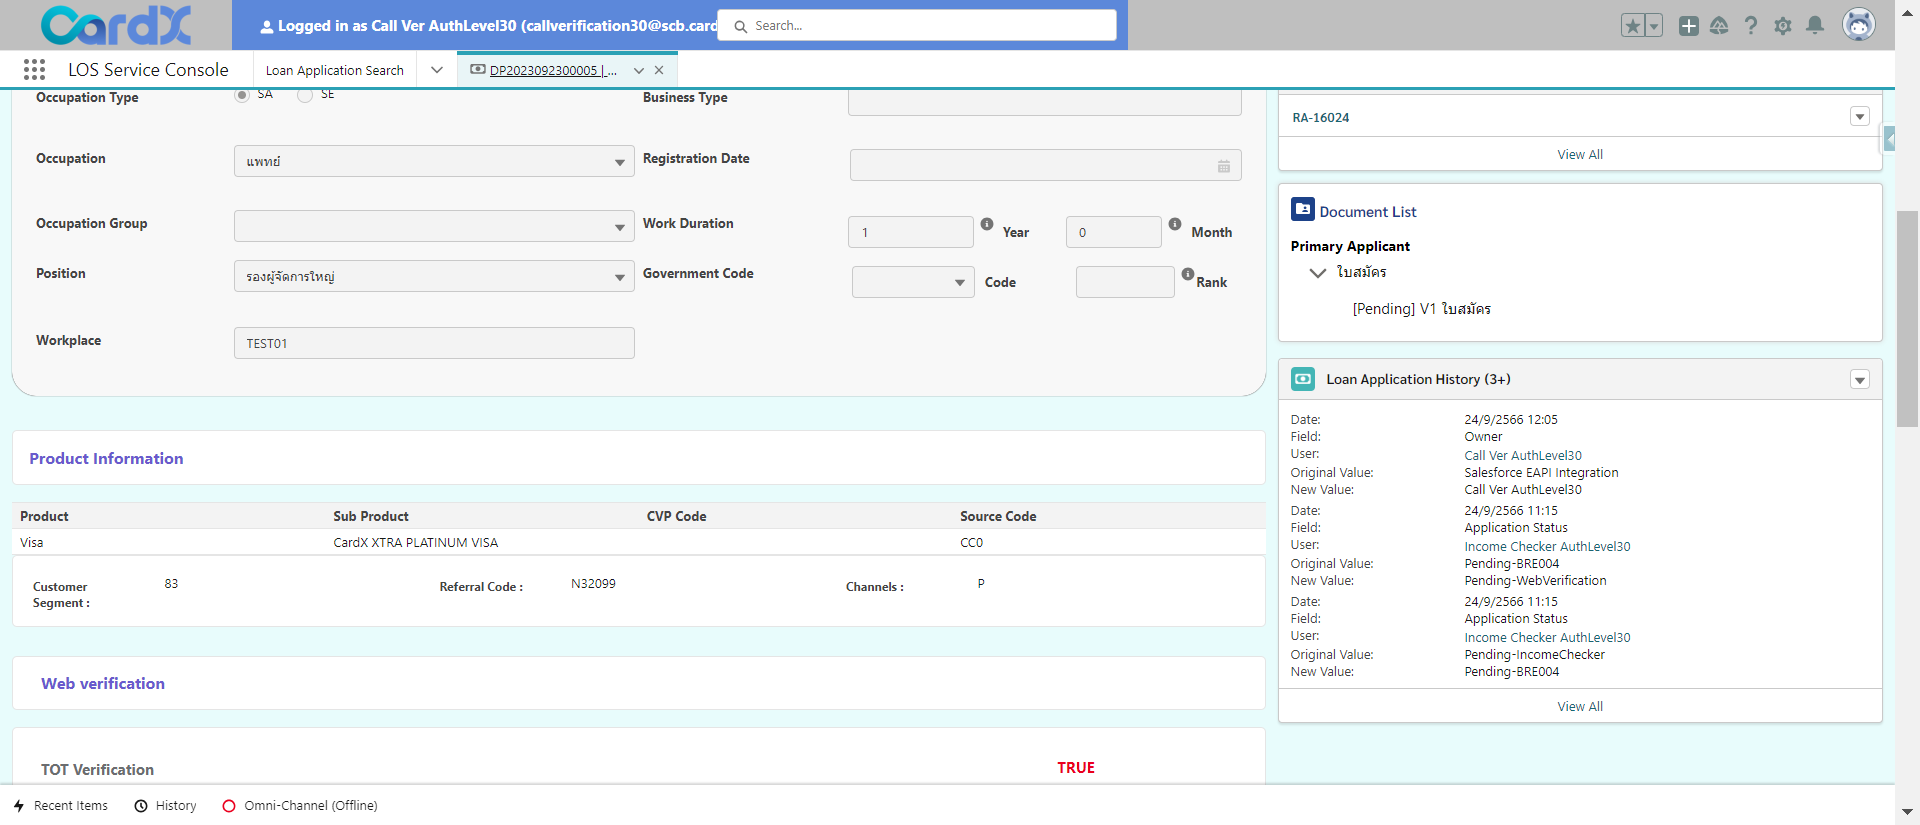 CardX
Logged in as Call Ver AuthLevel30 (callverification30@scb.card
Search...
LOS Service Console
Loan Application Search
DP2023092300005 | ...
Occupation Type
SA
SE
Business Type
Occupation
แพทย์
Registration Date
Occupation Group
Work Duration
1
Year
0
Month
Position
รองผู้จัดการใหญ่
Government Code
Code
Rank
Workplace
TEST01
Product Information
Product
Sub Product
CVP Code
Source Code
Visa
CardX XTRA PLATINUM VISA
CC0
Customer Segment :
83
Referral Code :
N32099
Channels :
P
Web verification
TOT Verification
TRUE
RA-16024
View All
Document List
Primary Applicant
ใบสมัคร
[Pending] V1 ใบสมัคร
Loan Application History (3+)
Date: 24/9/2566 12:05
Field: Owner
User: Call Ver AuthLevel30
Original Value: Salesforce EAPI Integration
New Value: Call Ver AuthLevel30
Date: 24/9/2566 11:15
Field: Application Status
User: Income Checker AuthLevel30
Original Value: Pending-BRE004
New Value: Pending-WebVerification
Date: 24/9/2566 11:15
Field: Application Status
User: Income Checker AuthLevel30
Original Value: Pending-IncomeChecker
New Value: Pending-BRE004
View All
Recent Items
History
Omni-Channel (Offline)